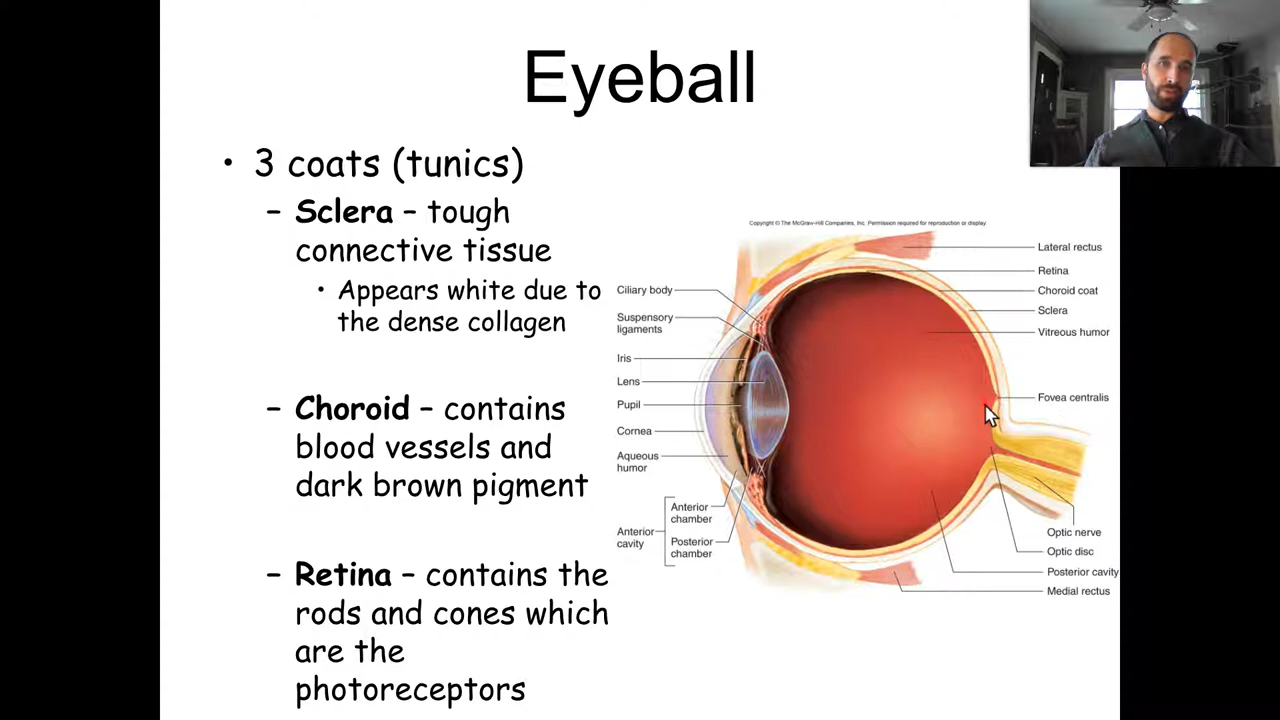 Eyeball
• 3 coats (tunics)
– Sclera – tough
connective tissue
• Appears white due to
the dense collagen
– Choroid – contains
blood vessels and
dark brown pigment
– Retina – contains the
rods and cones which
are the
photoreceptors
Copyright © The McGraw-Hill Companies, Inc. Permission required for reproduction or display.
Ciliary body
Suspensory
ligaments
Iris
Lens
Pupil
Cornea
Aqueous
humor
Anterior
cavity
Anterior
chamber
Posterior
chamber
Lateral rectus
Retina
Choroid coat
Sclera
Vitreous humor
Fovea centralis
Optic nerve
Optic disc
Posterior cavity
Medial rectus